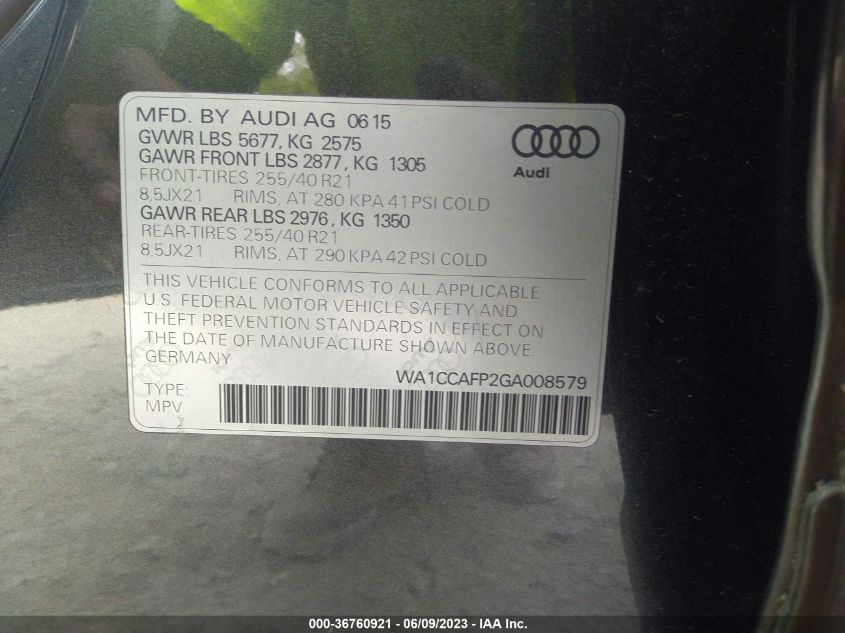 MFD. BY AUDI AG 0615
GVWR LBS 5677, KG 2575
GAWR FRONT LBS 2877, KG 1305
FRONT-TIRES 255/40 R21
8,5JX21 RIMS, AT 280 KPA 41 PSI COLD
GAWR REAR LBS 2976, KG 1350
REAR-TIRES 255/40 R21
8,5JX21 RIMS, AT 290 KPA 42 PSI COLD
Audi
THIS VEHICLE CONFORMS TO ALL APPLICABLE
U.S. FEDERAL MOTOR VEHICLE SAFETY AND
THEFT PREVENTION STANDARDS IN EFFECT ON
THE DATE OF MANUFACTURE SHOWN ABOVE.
GERMANY
WA1CCAFP2GA008579
TYPE:
MPV
000-36760921 - 06/09/2023 - IAA Inc.